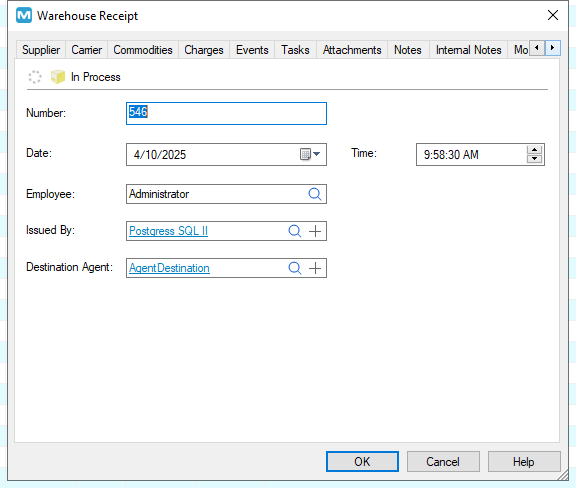 M Warehouse Receipt
Supplier Carrier Commodities Charges Events Tasks Attachments Notes Internal Notes Mo
In Process
Number: 546
Date: 4/10/2025 Time: 9:58:30 AM
Employee: Administrator
Issued By: Postgress SQL II
Destination Agent: AgentDestination
OK Cancel Help